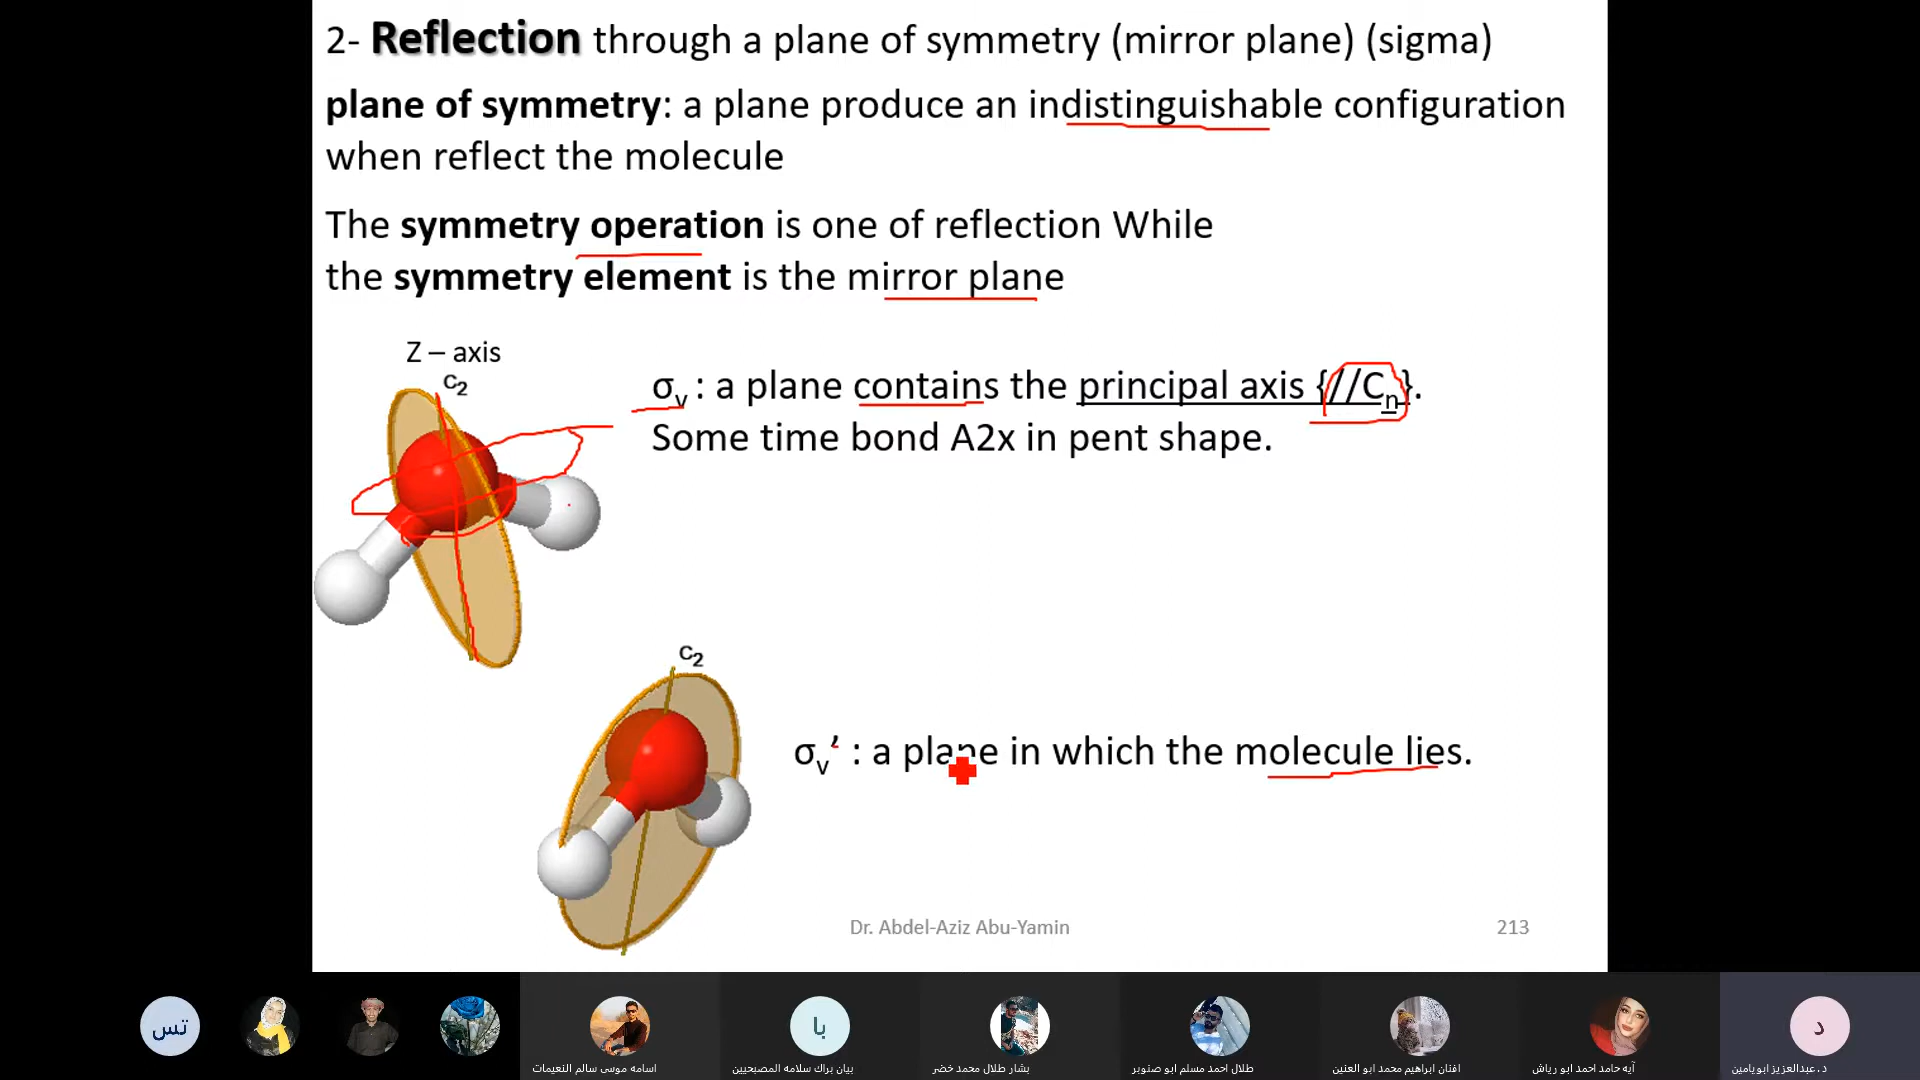 2- Reflection through a plane of symmetry (mirror plane) (sigma)
plane of symmetry: a plane produce an indistinguishable configuration
when reflect the molecule
The symmetry operation is one of reflection While
the symmetry element is the mirror plane
Z – axis
C2
σv : a plane contains the principal axis {//Cn}.
Some time bond A2x in pent shape.
C2
σv’ : a plane in which the molecule lies.
Dr. Abdel-Aziz Abu-Yamin
213
تس
با
د
اسامه موسى سالم النعيمات
بيان براك سلامه المصبحيين
بشار طلال محمد خضر
طلال احمد مسلم ابو صنوبر
افنان ابراهيم محمد ابو العنين
آيه حامد احمد ابو رياش
د.عبدالعزيز ابويامين